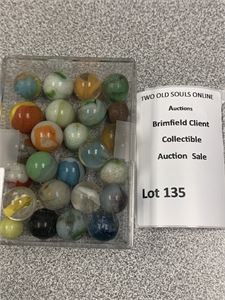 TWO OLD SOULS ONLINE
Auctions
Brimfield Client
Collectible
Auction Sale
Lot 135